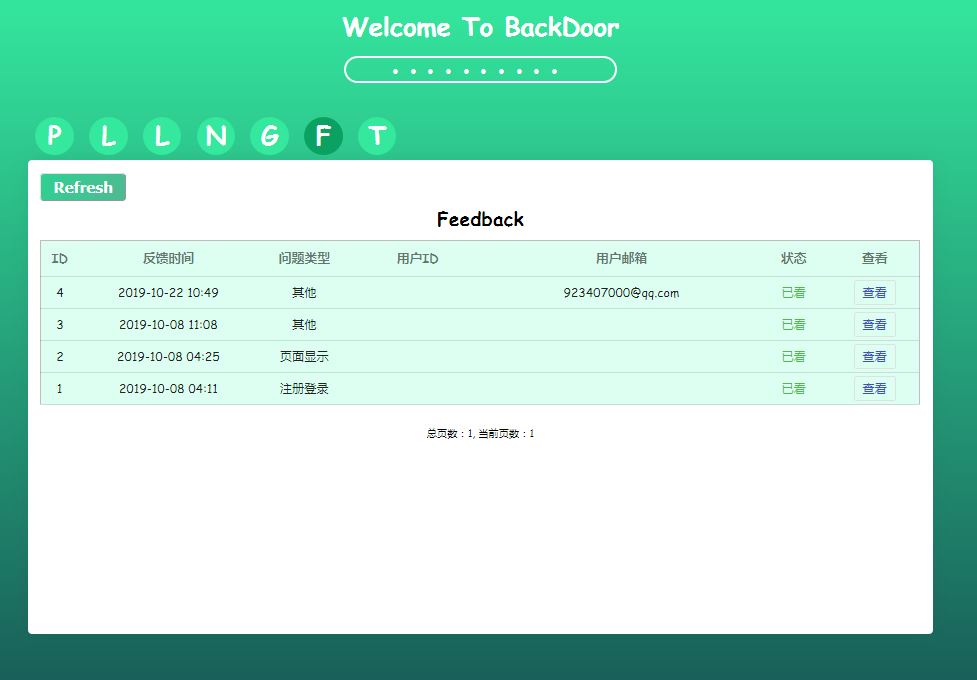 Welcome To BackDoor
• • • • • • • • • •
P L L N G F T
Refresh
Feedback
ID 反馈时间 问题类型 用户ID 用户邮箱 状态 查看
4 2019-10-22 10:49 其他 923407000@qq.com 已看 查看
3 2019-10-08 11:08 其他 已看 查看
2 2019-10-08 04:25 页面显示 已看 查看
1 2019-10-08 04:11 注册登录 已看 查看
总页数：1, 当前页数：1